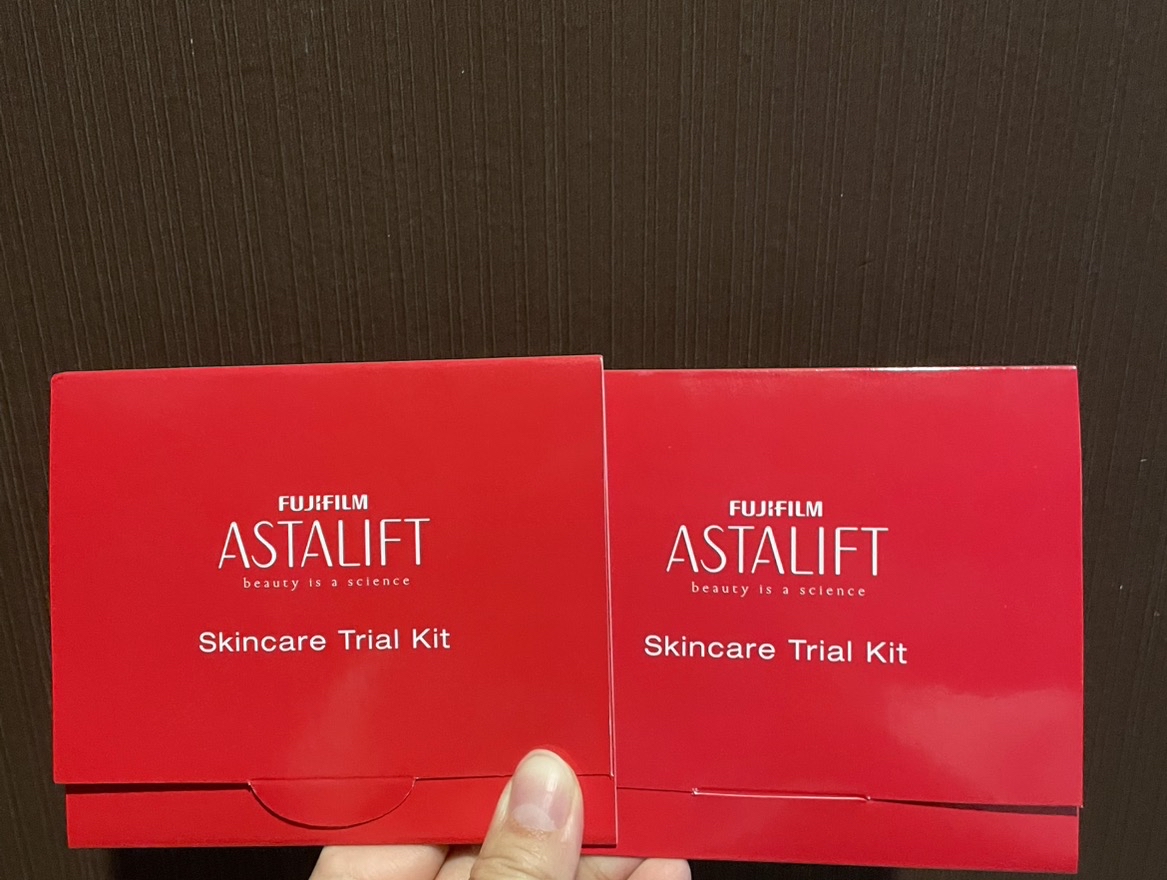 FUJIFILM
ASTALIFT
beauty is a science
Skincare Trial Kit
FUJIFILM
ASTALIFT
beauty is a science
Skincare Trial Kit